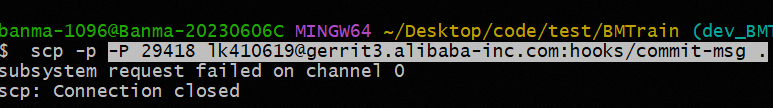 banma-1096@Banma-20230606C MINGW64 ~/Desktop/code/test/BMTrain (dev_BMT
$  scp -p -P 29418 lk410619@gerrit3.alibaba-inc.com:hooks/commit-msg .
subsystem request failed on channel 0
scp: Connection closed